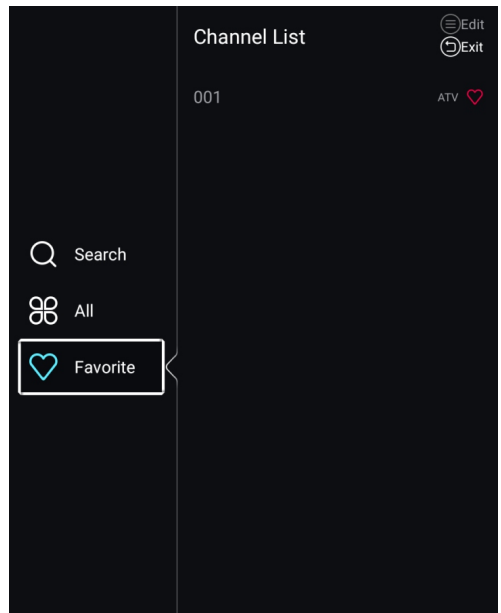 Channel List
Edit
Exit
001 ATV
Search
All
Favorite